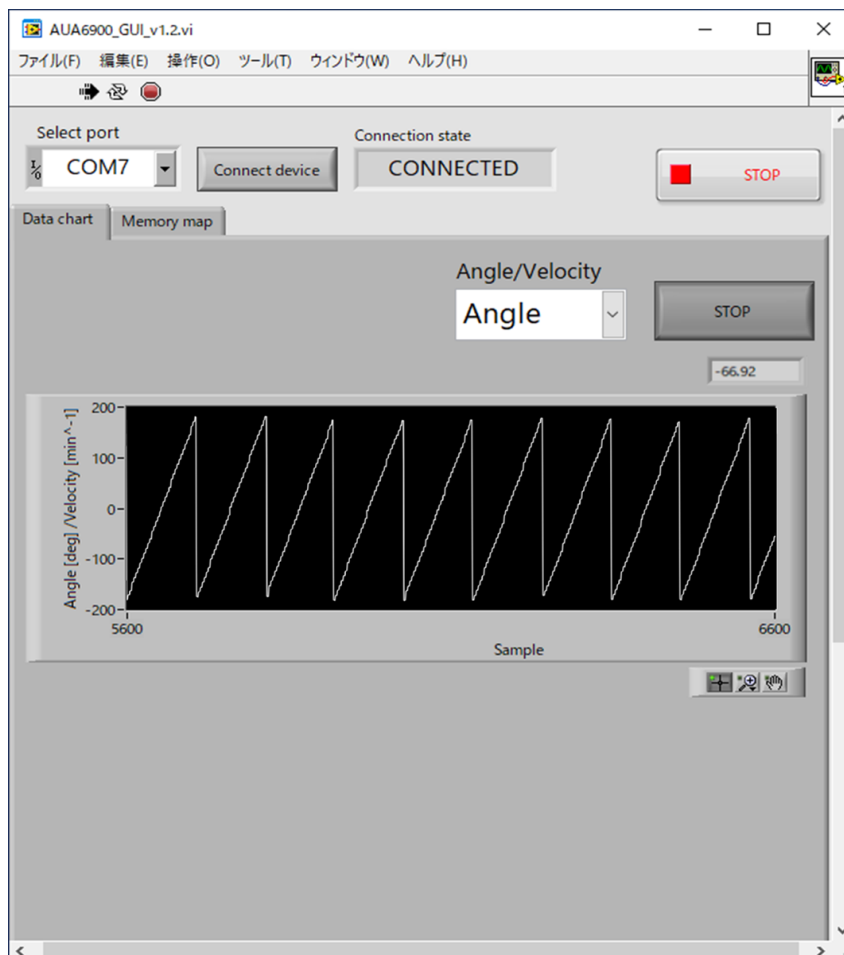 AUA6900_GUI_v1.2.vi
ファイル(F) 編集(E) 操作(O) ツール(T) ウィンドウ(W) ヘルプ(H)
Select port
Connection state
I/O COM7
Connect device
CONNECTED
STOP
Data chart
Memory map
Angle/Velocity
Angle
STOP
-66.92
Angle [deg] /Velocity [min^-1]
200
100
0
-100
-200
5600
6600
Sample